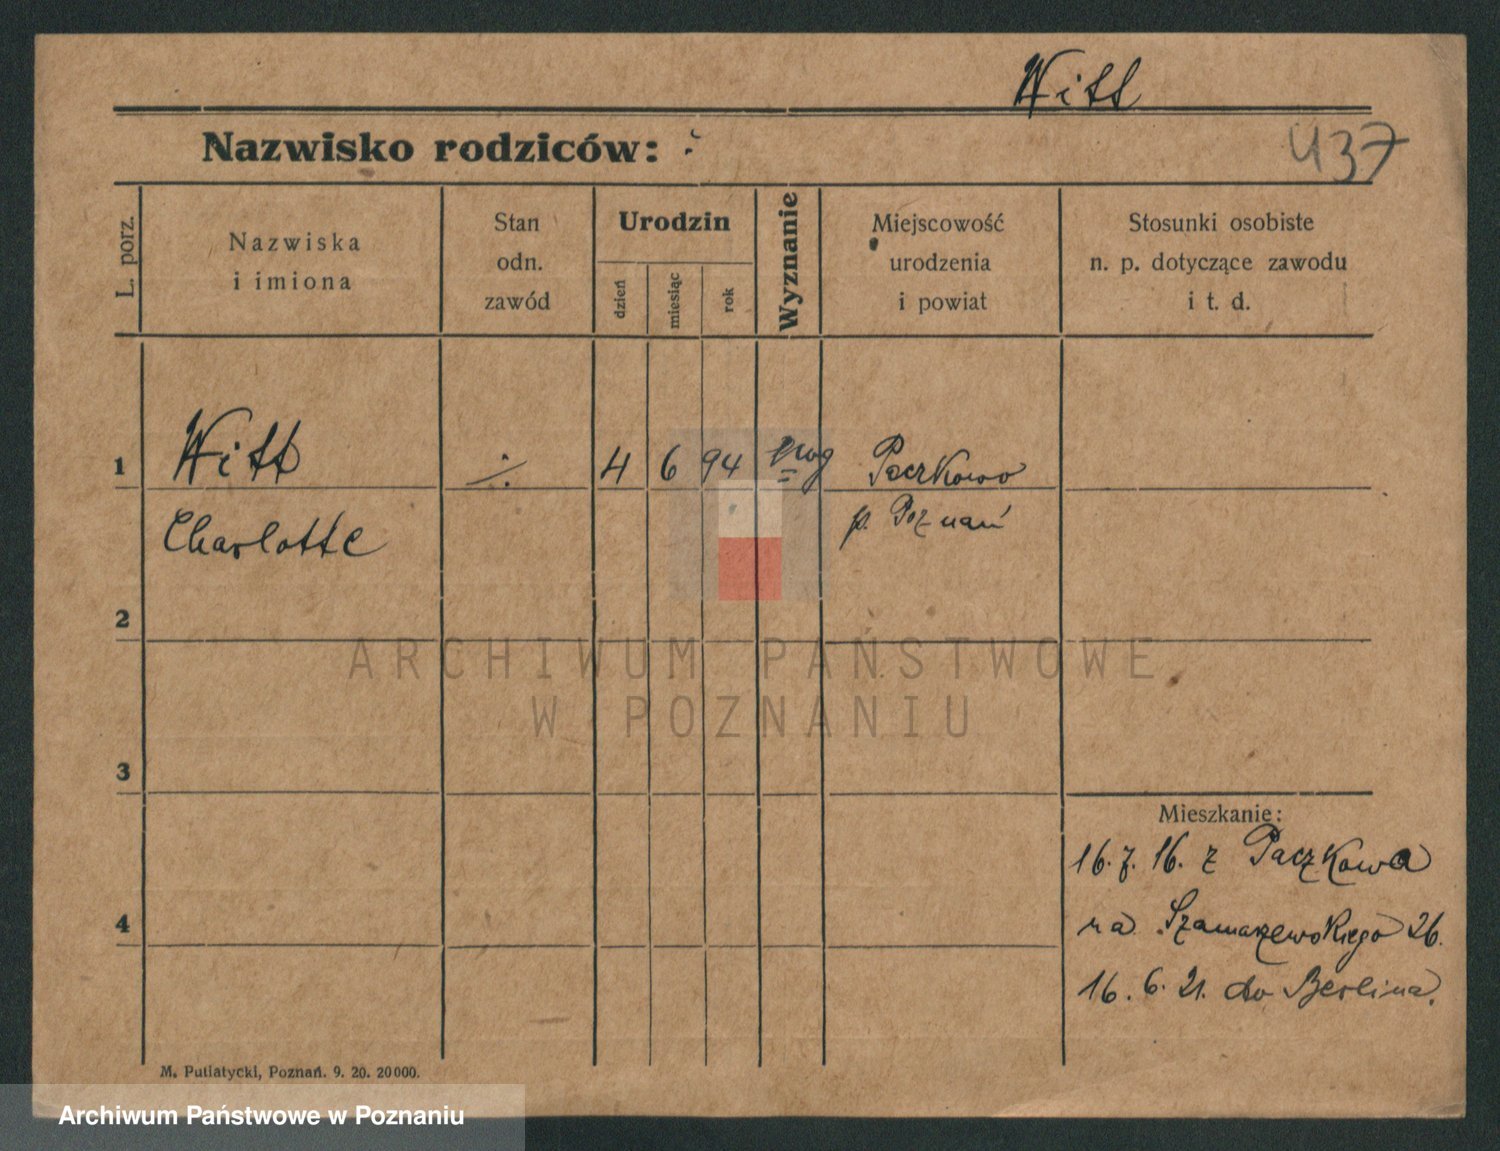 Witt
Nazwisko rodziców:
437
L. porz.
Nazwiska
i imiona
Stan
odn.
zawód
Urodzin
dzień
miesiąc
rok
Wyznanie
Miejscowość
urodzenia
i powiat
Stosunki osobiste
n. p. dotyczące zawodu
i t. d.
1
Witt
4 6 94
Paczkowo
Charlotte
p. Poznań
2
ARCHIWUM PAŃSTWOWE
W POZNANIU
3
Mieszkanie:
16. 7. 16. z Paczkowa
4
na Szamarzewskiego 26.
16. 6. 21. do Berlina.
M. Putiatycki, Poznań. 9. 20. 20000.
Archiwum Państwowe w Poznaniu